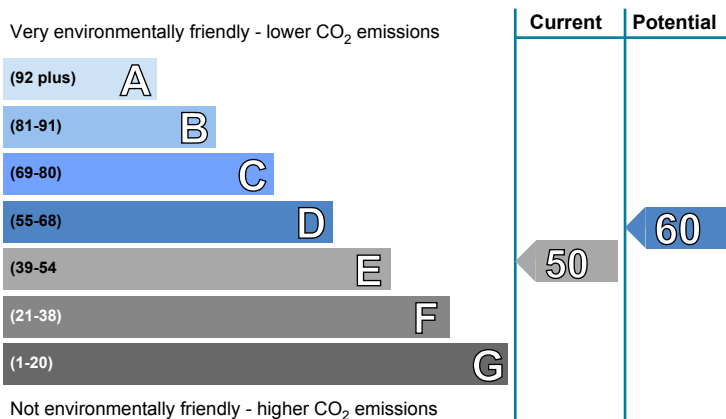 Current Potential
Very environmentally friendly - lower CO2 emissions
(92 plus) A
(81-91) B
(69-80) C
(55-68) D
60
(39-54 E
50
(21-38) F
(1-20) G
Not environmentally friendly - higher CO2 emissions